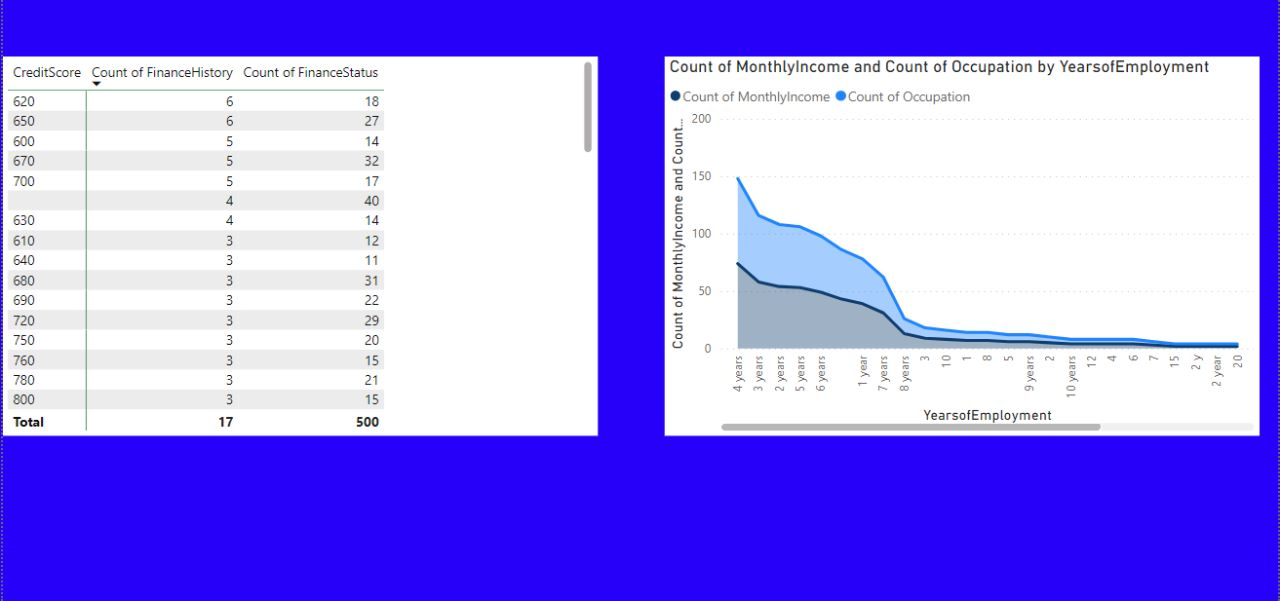 CreditScore Count of FinanceHistory Count of FinanceStatus
620 6 18
650 6 27
600 5 14
670 5 32
700 5 17
4 40
630 4 14
610 3 12
640 3 11
680 3 31
690 3 22
720 3 29
750 3 20
760 3 15
780 3 21
800 3 15
Total 17 500
Count of MonthlyIncome and Count of Occupation by YearsofEmployment
Count of MonthlyIncome Count of Occupation
Count of MonthlyIncome and Count...
200
150
100
50
0
4 years 3 years 2 years 5 years 6 years 1 year 7 years 8 years 3 10 1 8 5 9 years 2 10 years 12 4 6 7 15 2 y 2 year 20
YearsofEmployment